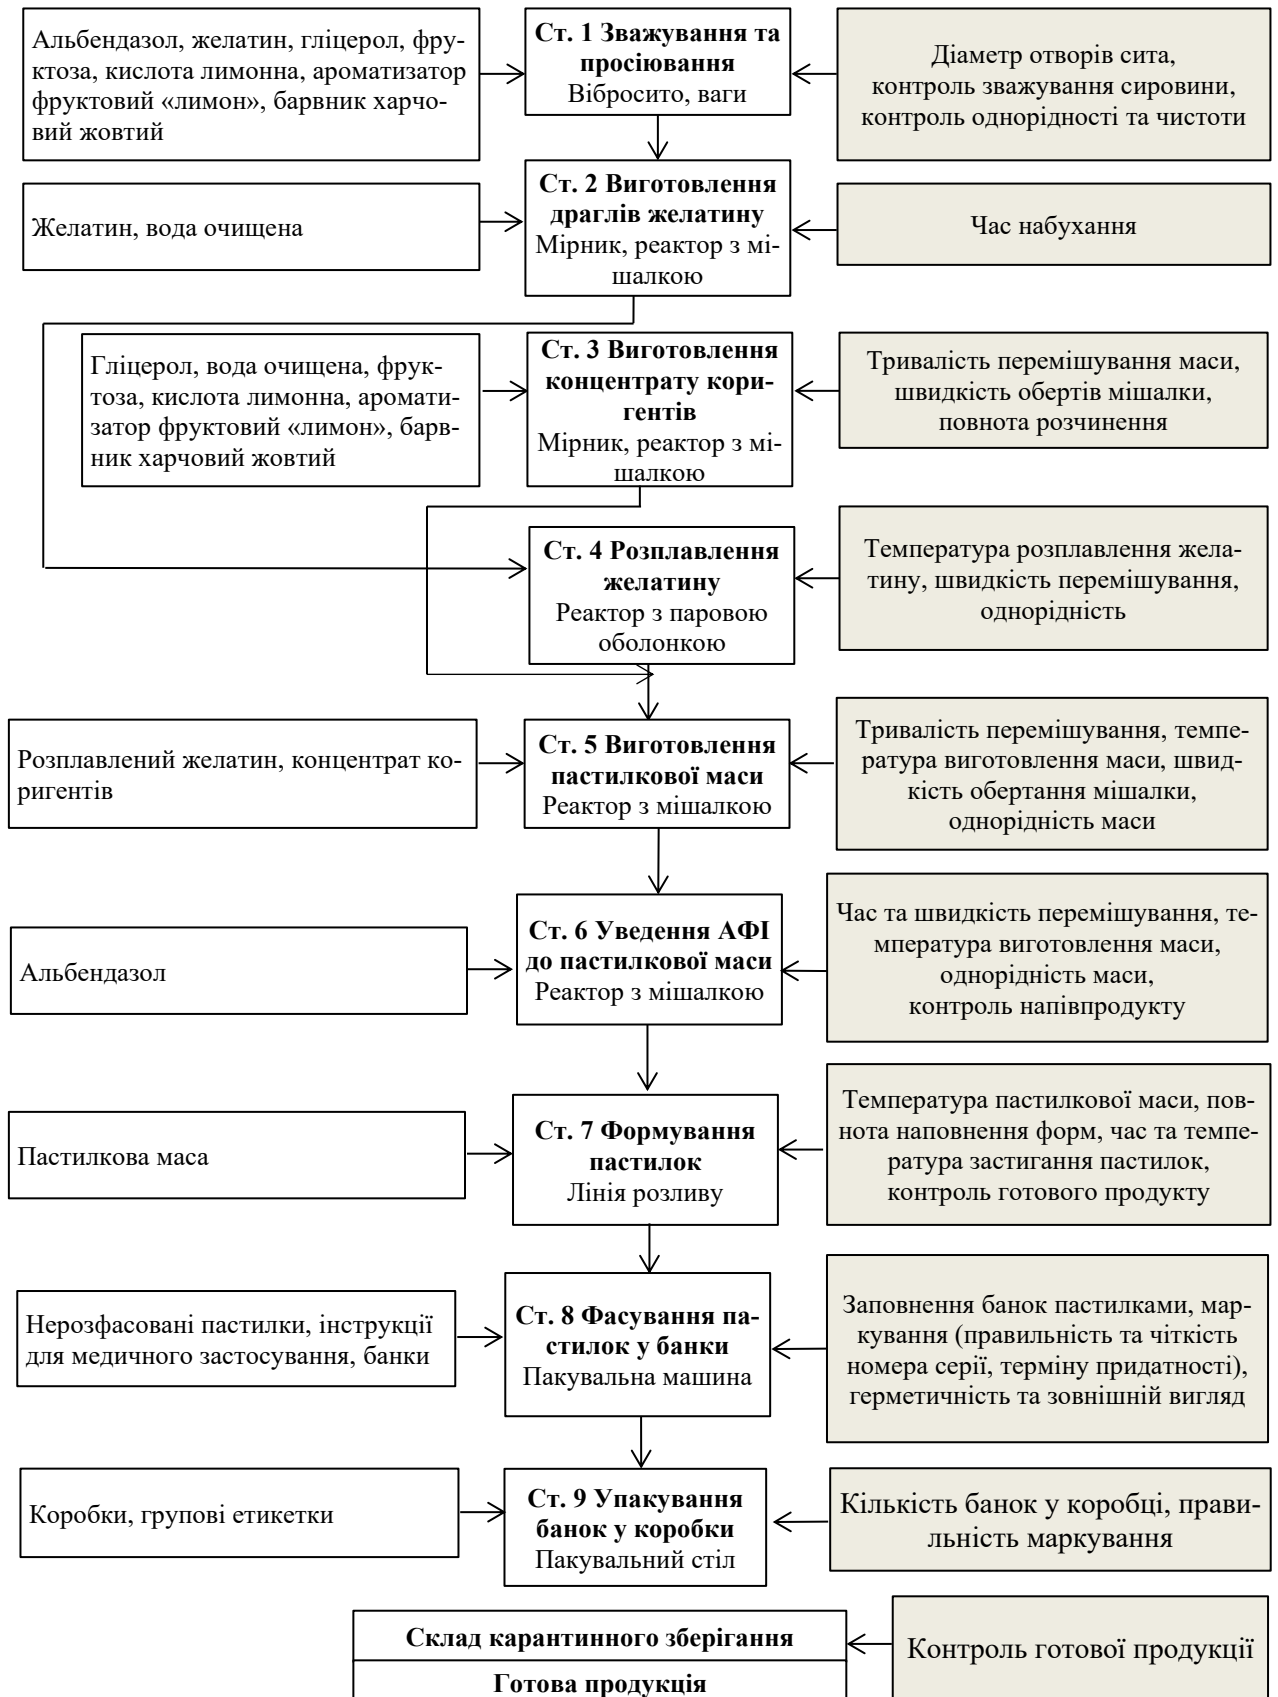 Альбендазол, желатин, гліцерол, фру-
ктоза, кислота лимонна, ароматизатор
фруктовий «лимон», барвник харчо-
вий жовтий
Ст. 1 Зважування та
просіювання
Вібросито, ваги
Діаметр отворів сита,
контроль зважування сировини,
контроль однорідності та чистоти
Желатин, вода очищена
Ст. 2 Виготовлення
драглів желатину
Мірник, реактор з мі-
шалкою
Час набухання
Гліцерол, вода очищена, фрук-
тоза, кислота лимонна, аромати-
затор фруктовий «лимон», барв-
ник харчовий жовтий
Ст. 3 Виготовлення
концентрату кори-
гентів
Мірник, реактор з мі-
шалкою
Тривалість перемішування маси,
швидкість обертів мішалки,
повнота розчинення
Ст. 4 Розплавлення
желатину
Реактор з паровою
оболонкою
Температура розплавлення жела-
тину, швидкість перемішування,
однорідність
Розплавлений желатин, концентрат ко-
ригентів
Ст. 5 Виготовлення
пастилкової маси
Реактор з мішалкою
Тривалість перемішування, темпе-
ратура виготовлення маси, швид-
кість обертання мішалки,
однорідність маси
Альбендазол
Ст. 6 Уведення АФІ
до пастилкової маси
Реактор з мішалкою
Час та швидкість перемішування, те-
мпература виготовлення маси,
однорідність маси,
контроль напівпродукту
Пастилкова маса
Ст. 7 Формування
пастилок
Лінія розливу
Температура пастилкової маси, пов-
нота наповнення форм, час та темпе-
ратура застигання пастилок,
контроль готового продукту
Нерозфасовані пастилки, інструкції
для медичного застосування, банки
Ст. 8 Фасування па-
стилок у банки
Пакувальна машина
Заповнення банок пастилками, мар-
кування (правильність та чіткість
номера серії, терміну придатності),
герметичність та зовнішній вигляд
Коробки, групові етикетки
Ст. 9 Упакування
банок у коробки
Пакувальний стіл
Кількість банок у коробці, прави-
льність маркування
Склад карантинного зберігання
Готова продукція
Контроль готової продукції